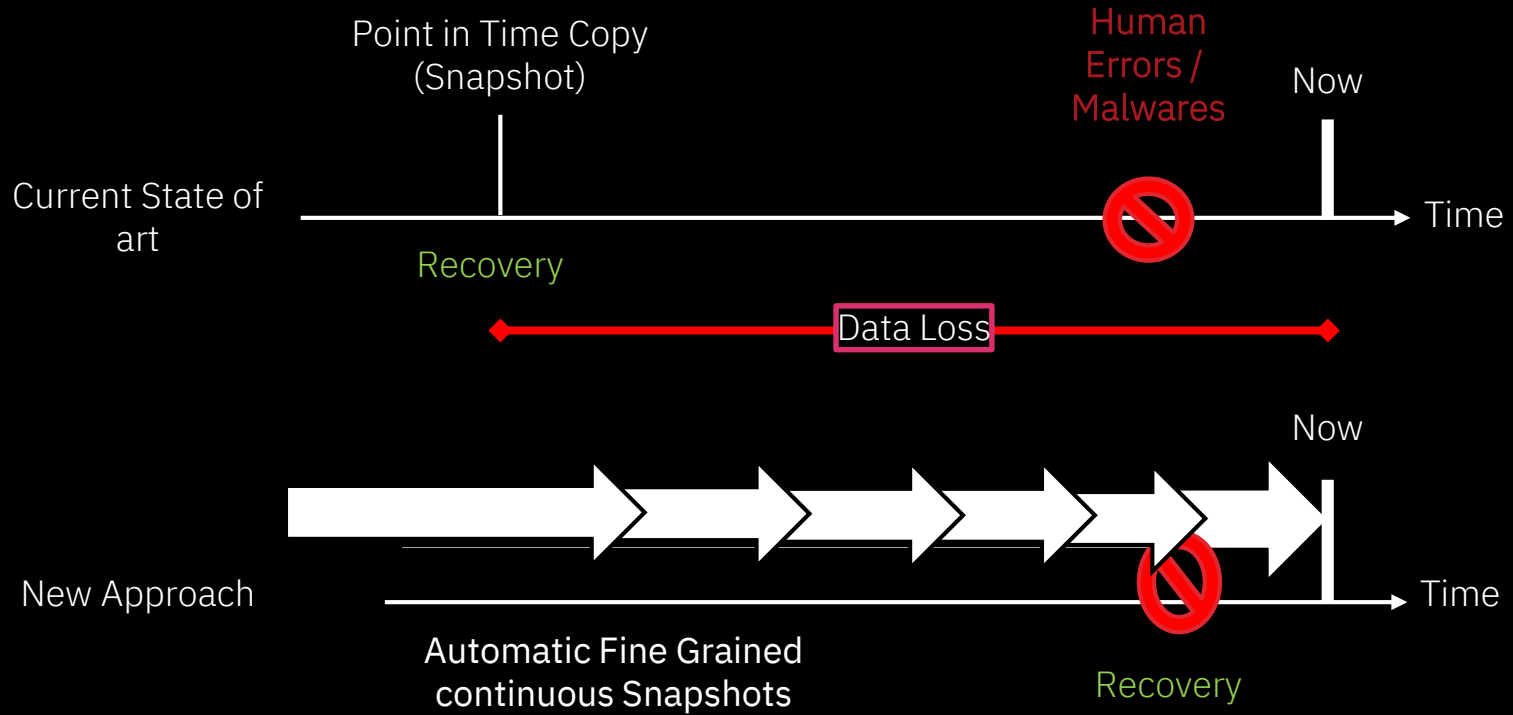 Point in Time Copy
(Snapshot)
Human
Errors /
Malwares
Now
Current State of
art
Time
Recovery
Data Loss
Now
New Approach
Time
Automatic Fine Grained
continuous Snapshots
Recovery